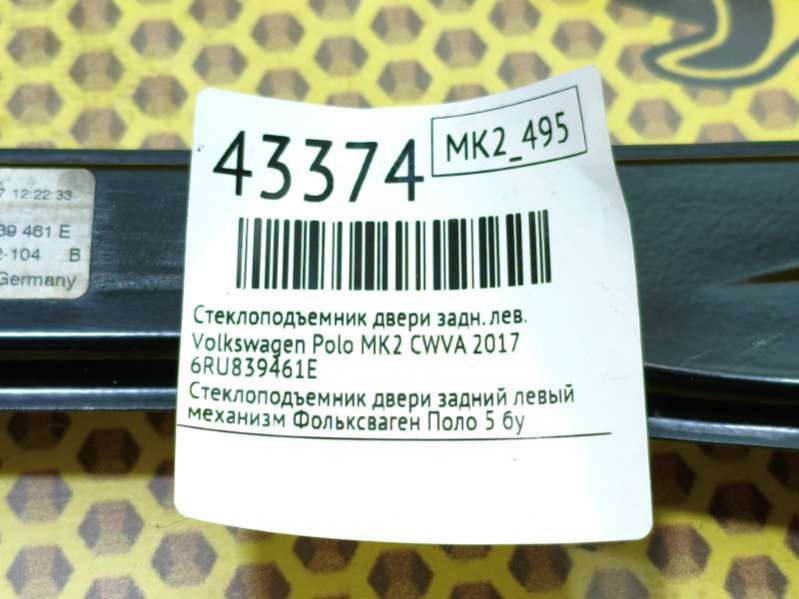 43374
MK2_495
7 12:22:33
39 461 E
2-104 B
Germany
Стеклоподъемник двери задн. лев.
Volkswagen Polo MK2 CWVA 2017
6RU839461E
Стеклоподъемник двери задний левый
механизм Фольксваген Поло 5 бу